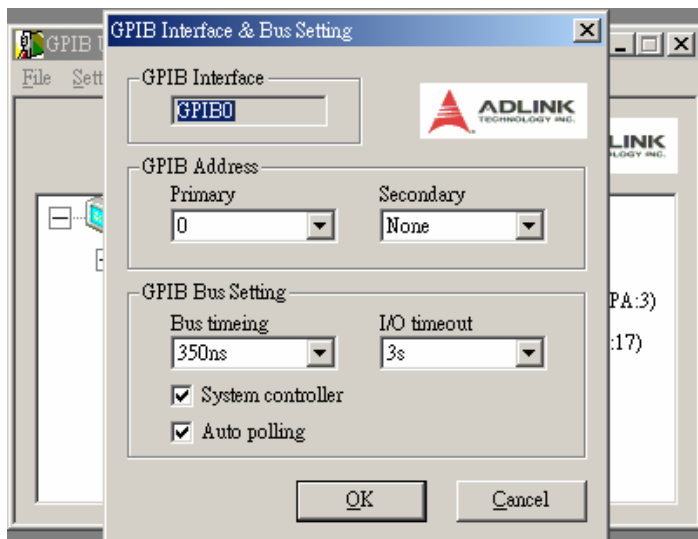 GPIB Interface & Bus Setting
GPIB
File
GPIB Interface
GPIB0
ADLINK
TECHNOLOGY INC.
LINK
GPIB Address
Primary
Secondary
0
None
GPIB Bus Setting
PA:3)
Bus timeing
I/O timeout
:17)
350ns
3s
System controller
Auto polling
OK
Cancel